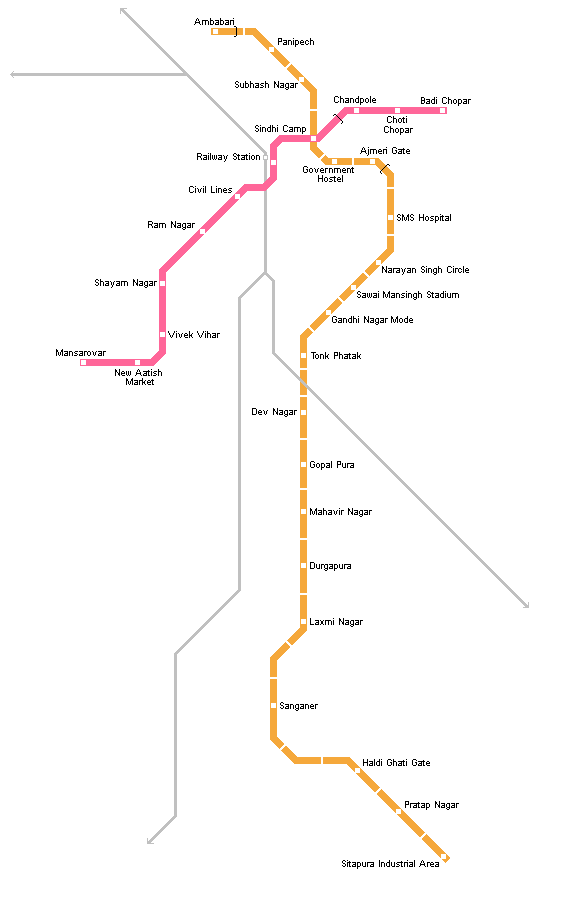 Ambabari
Panipech
Subhash Nagar
Chandpole
Badi Chopar
Choti
Chopar
Sindhi Camp
Ajmeri Gate
Railway Station
Government
Hostel
Civil Lines
SMS Hospital
Ram Nagar
Narayan Singh Circle
Shayam Nagar
Sawai Mansingh Stadium
Gandhi Nagar Mode
Vivek Vihar
Mansarovar
Tonk Phatak
New Aatish
Market
Dev Nagar
Gopal Pura
Mahavir Nagar
Durgapura
Laxmi Nagar
Sanganer
Haldi Ghati Gate
Pratap Nagar
Sitapura Industrial Area